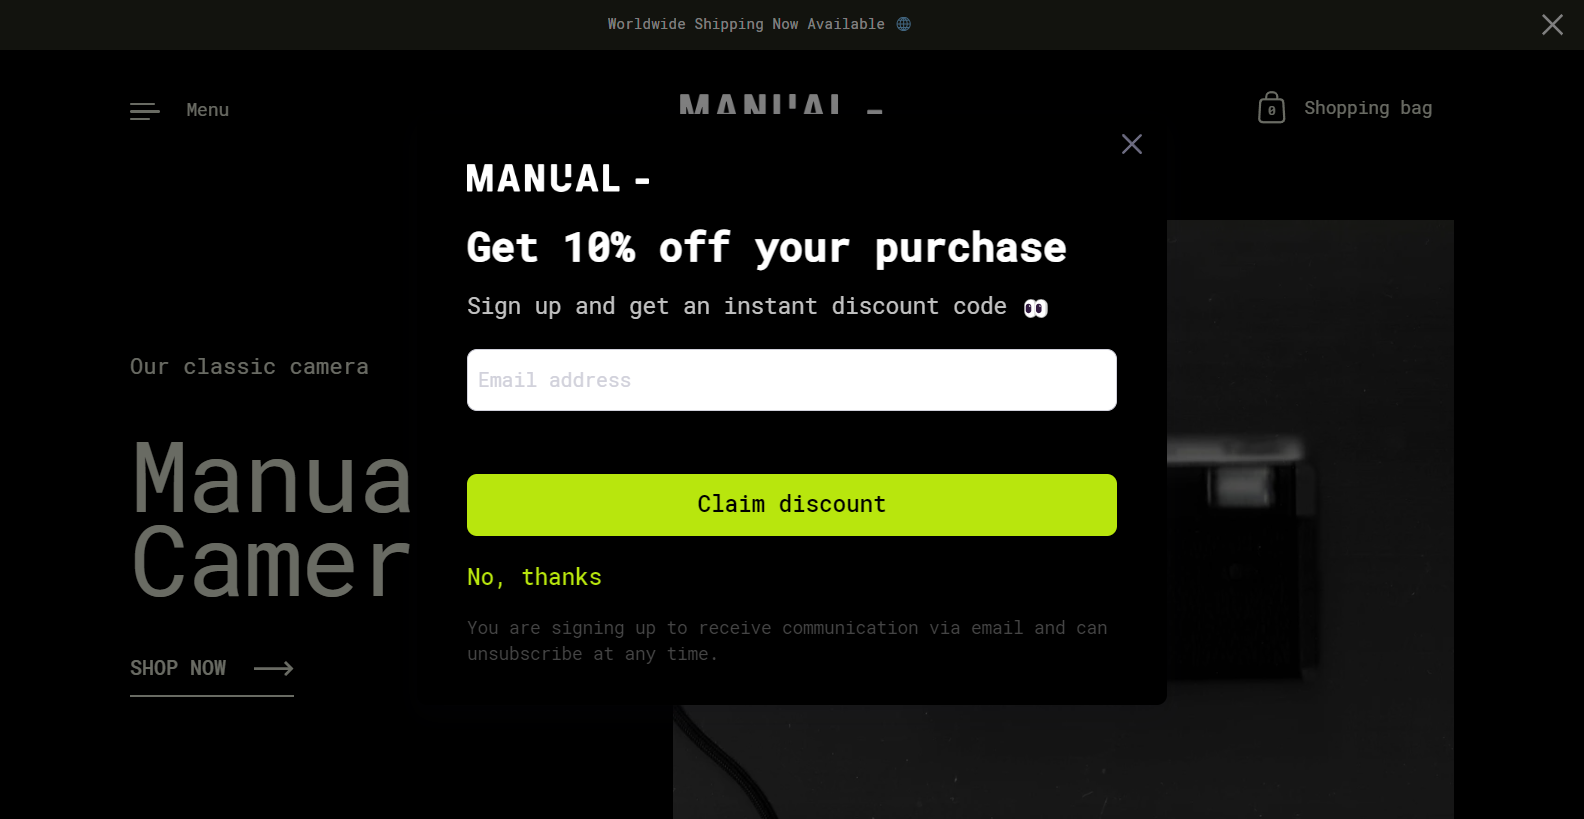 Worldwide Shipping Now Available 🌐
Menu
MANUAL -
0
Shopping bag
MANUAL -
Get 10% off your purchase
Sign up and get an instant discount code 👀
Email address
Claim discount
No, thanks
You are signing up to receive communication via email and can
unsubscribe at any time.
Our classic camera
Manua
Camer
SHOP NOW